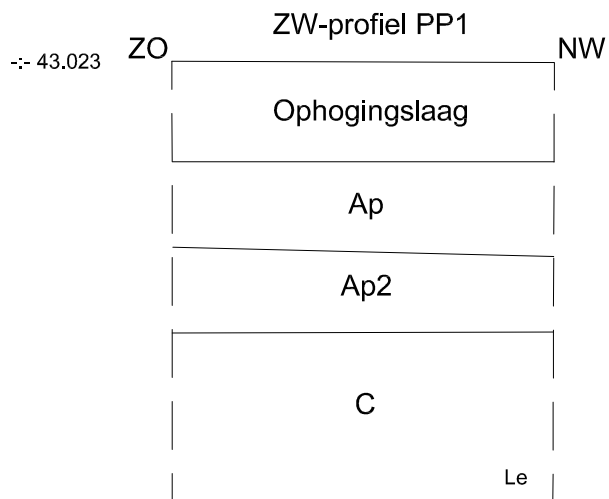 ZW-profiel PP1
ZO
NW
-:- 43.023
Ophogingslaag
Ap
Ap2
C
Le